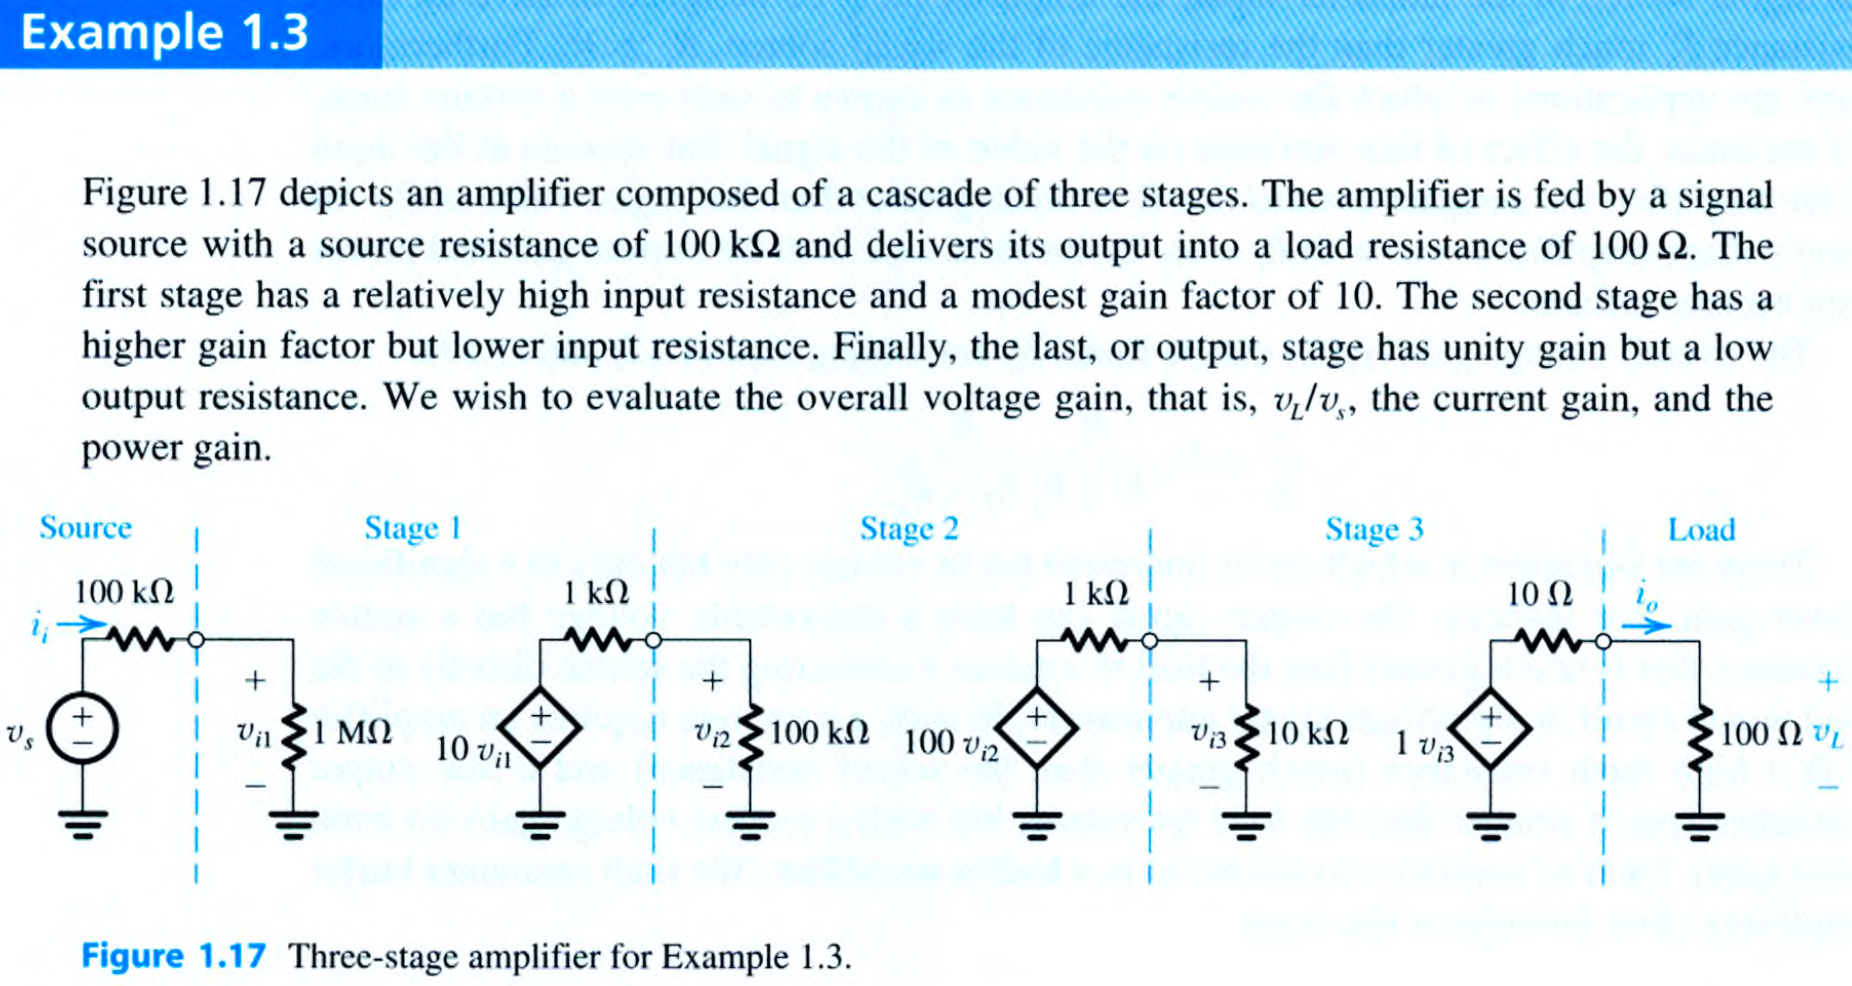 Example 1.3
Figure 1.17 depicts an amplifier composed of a cascade of three stages. The amplifier is fed by a signal
source with a source resistance of 100 kΩ and delivers its output into a load resistance of 100 Ω. The
first stage has a relatively high input resistance and a modest gain factor of 10. The second stage has a
higher gain factor but lower input resistance. Finally, the last, or output, stage has unity gain but a low
output resistance. We wish to evaluate the overall voltage gain, that is, v_L/v_s, the current gain, and the
power gain.
Source Stage 1 Stage 2 Stage 3 Load
100 kΩ 1 kΩ 1 kΩ 10 Ω i_o
i_i
+ + + +
v_s + − v_i1 1 MΩ 10 v_i1 + − v_i2 100 kΩ 100 v_i2 + − v_i3 10 kΩ 1 v_i3 + − 100 Ω v_L
− − − −
Figure 1.17 Three-stage amplifier for Example 1.3.